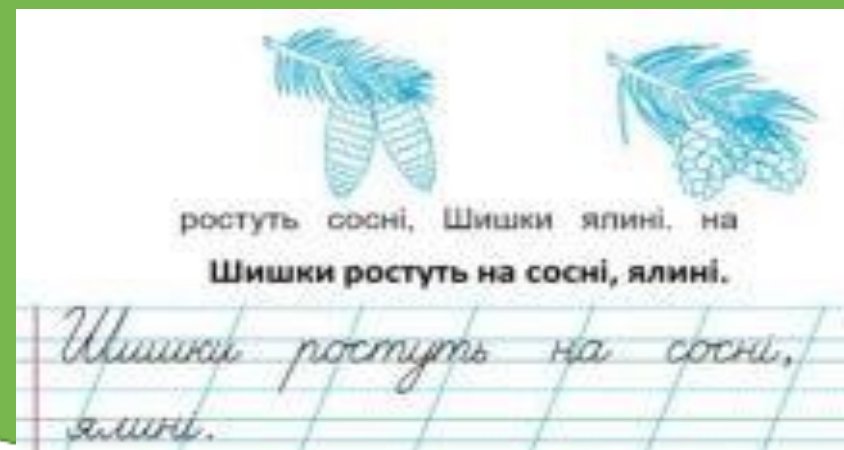 ростуть сосні, Шишки ялині. на
Шишки ростуть на сосні, ялині.
Шишки ростуть на сосні,
ялині.